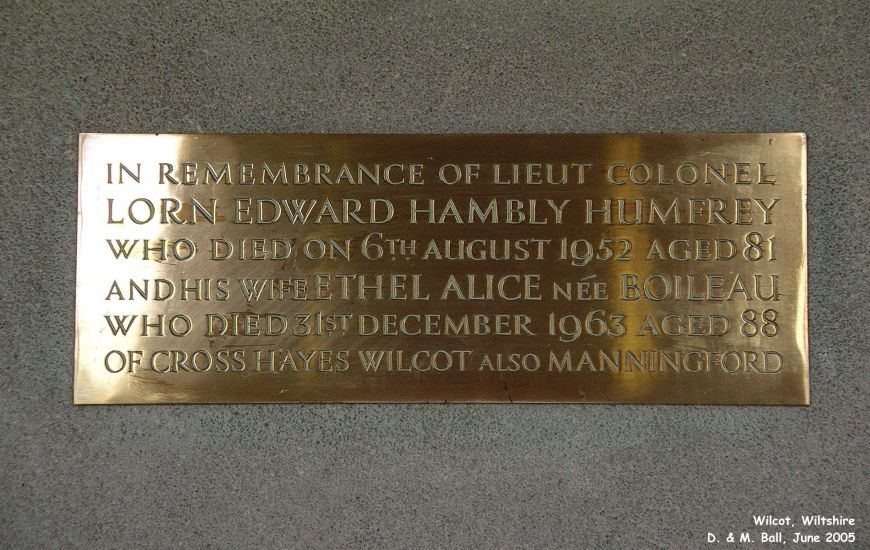 IN REMEMBRANCE OF LIEUT COLONEL
LORN EDWARD HAMBLY HUMFREY
WHO DIED ON 6TH AUGUST 1952 AGED 81
AND HIS WIFE ETHEL ALICE NÉE BOILEAU
WHO DIED 31ST DECEMBER 1963 AGED 88
OF CROSS HAYES WILCOT ALSO MANNINGFORD
Wilcot, Wiltshire
D. & M. Ball, June 2005